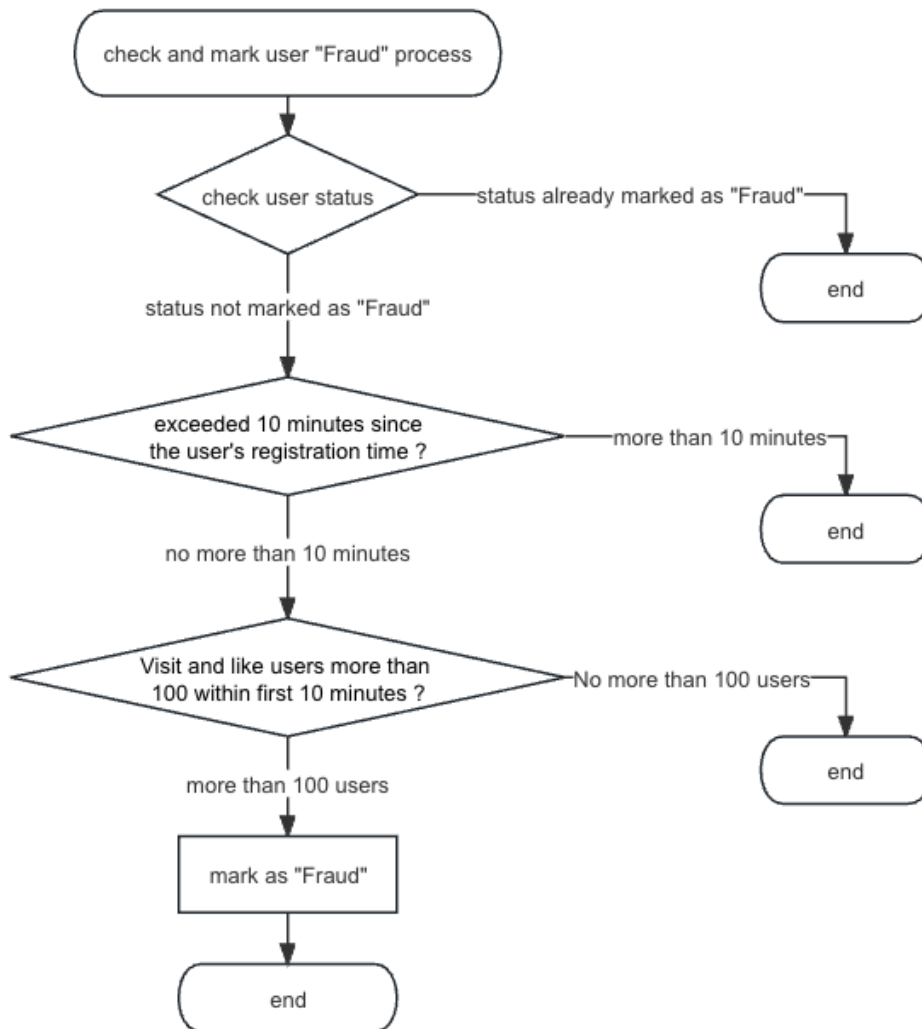 check and mark user "Fraud" process
check user status
status already marked as "Fraud"
end
status not marked as "Fraud"
exceeded 10 minutes since
the user's registration time ?
more than 10 minutes
end
no more than 10 minutes
Visit and like users more than
100 within first 10 minutes ?
No more than 100 users
end
more than 100 users
mark as "Fraud"
end